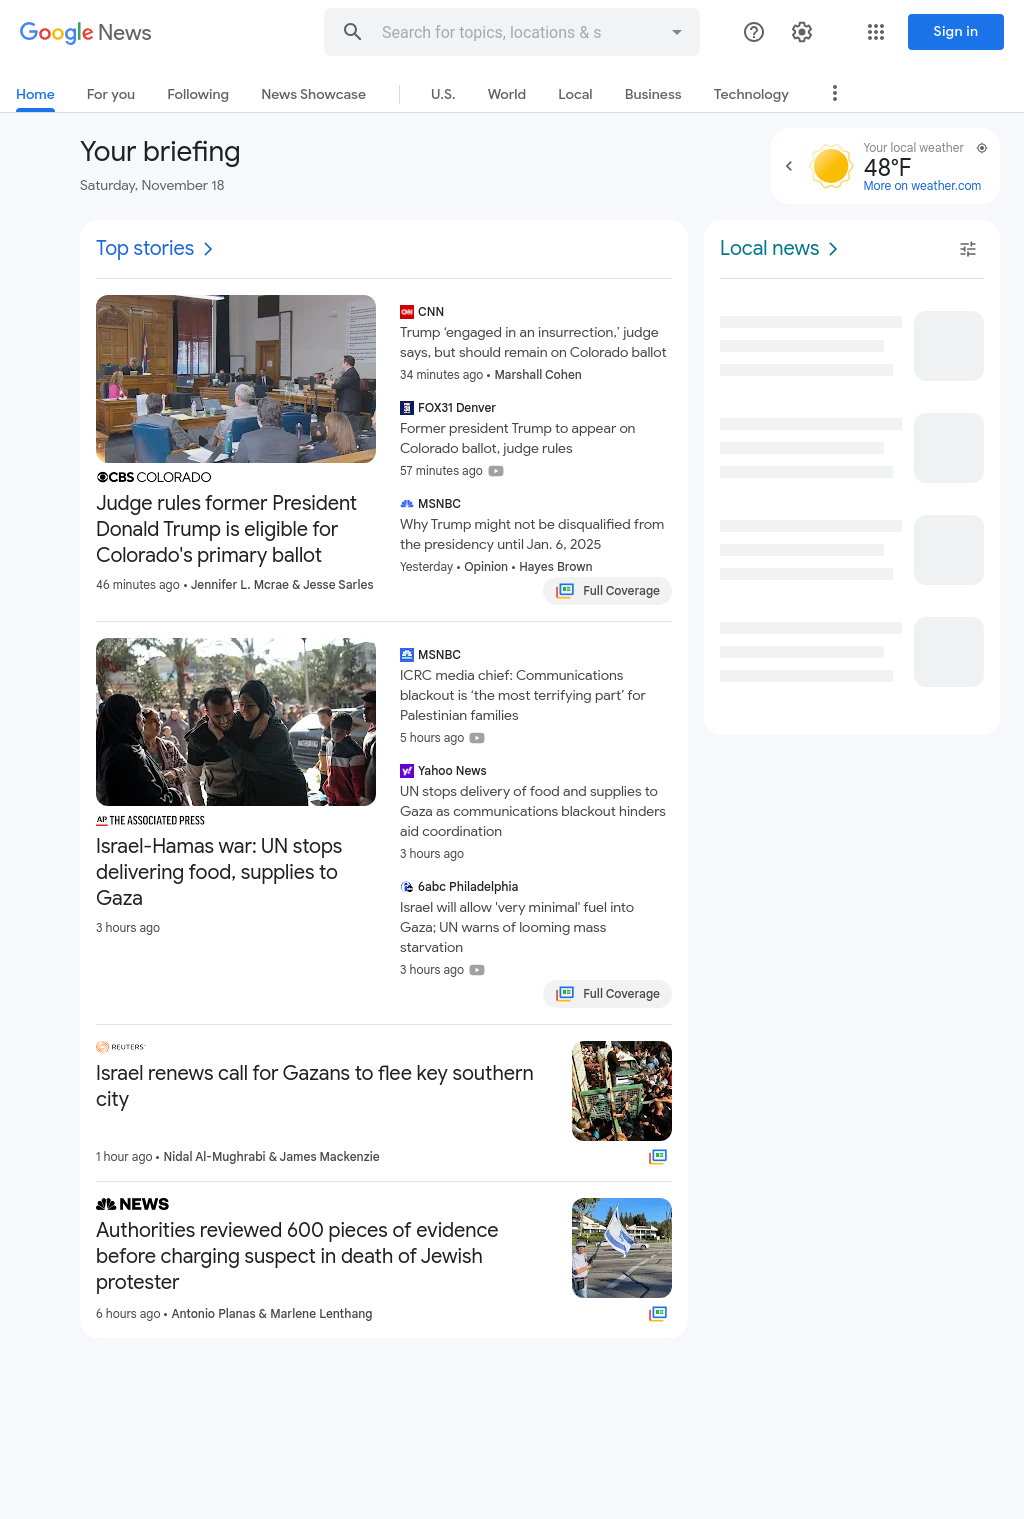 Google News
Search for topics, locations & s
Sign in
Home
For you
Following
News Showcase
U.S.
World
Local
Business
Technology
Your briefing
Saturday, November 18
Your local weather
48°F
More on weather.com
Top stories
CBS COLORADO
Judge rules former President
Donald Trump is eligible for
Colorado's primary ballot
46 minutes ago • Jennifer L. Mcrae & Jesse Sarles
CNN
Trump ‘engaged in an insurrection,’ judge
says, but should remain on Colorado ballot
34 minutes ago • Marshall Cohen
FOX31 Denver
Former president Trump to appear on
Colorado ballot, judge rules
57 minutes ago
MSNBC
Why Trump might not be disqualified from
the presidency until Jan. 6, 2025
Yesterday • Opinion • Hayes Brown
Full Coverage
AP THE ASSOCIATED PRESS
Israel-Hamas war: UN stops
delivering food, supplies to
Gaza
3 hours ago
MSNBC
ICRC media chief: Communications
blackout is ‘the most terrifying part’ for
Palestinian families
5 hours ago
Yahoo News
UN stops delivery of food and supplies to
Gaza as communications blackout hinders
aid coordination
3 hours ago
6abc Philadelphia
Israel will allow 'very minimal' fuel into
Gaza; UN warns of looming mass
starvation
3 hours ago
Full Coverage
REUTERS
Israel renews call for Gazans to flee key southern
city
1 hour ago • Nidal Al-Mughrabi & James Mackenzie
NEWS
Authorities reviewed 600 pieces of evidence
before charging suspect in death of Jewish
protester
6 hours ago • Antonio Planas & Marlene Lenthang
Local news